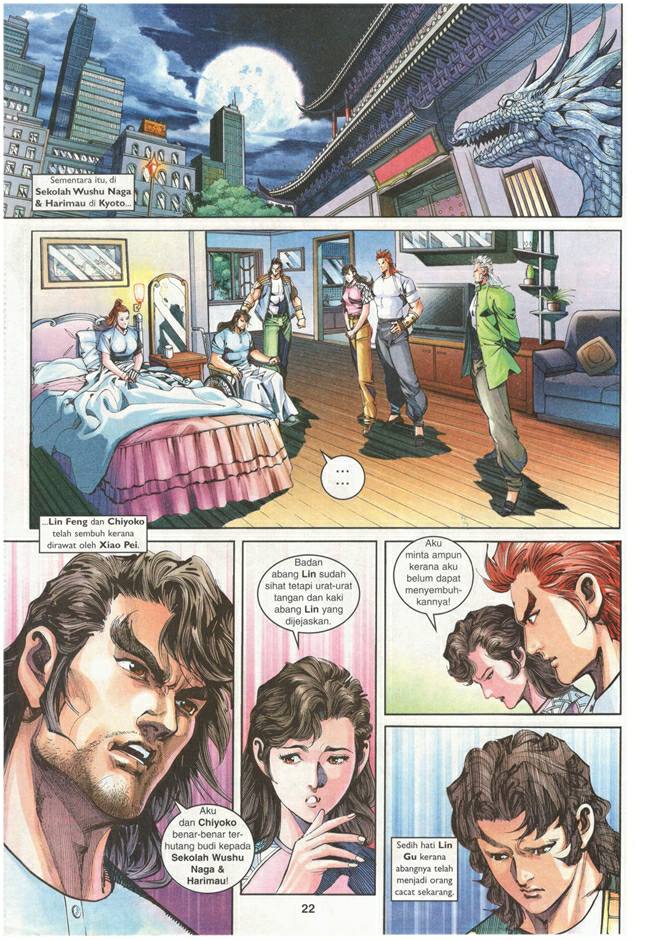 Sementara itu, di
Sekolah Wushu Naga
& Harimau di Kyoto...
...
...
...Lin Feng dan Chiyoko
telah sembuh kerana
dirawat oleh Xiao Pei.
Aku
dan Chiyoko
benar-benar ter-
hutang budi kepada
Sekolah Wushu
Naga &
Harimau!
Badan
abang Lin sudah
sihat tetapi urat-urat
tangan dan kaki
abang Lin yang
dijejaskan.
Aku
minta ampun
kerana aku
belum dapat
menyembuh-
kannya!
Sedih hati Lin
Gu kerana
abangnya telah
menjadi orang
cacat sekarang.
22